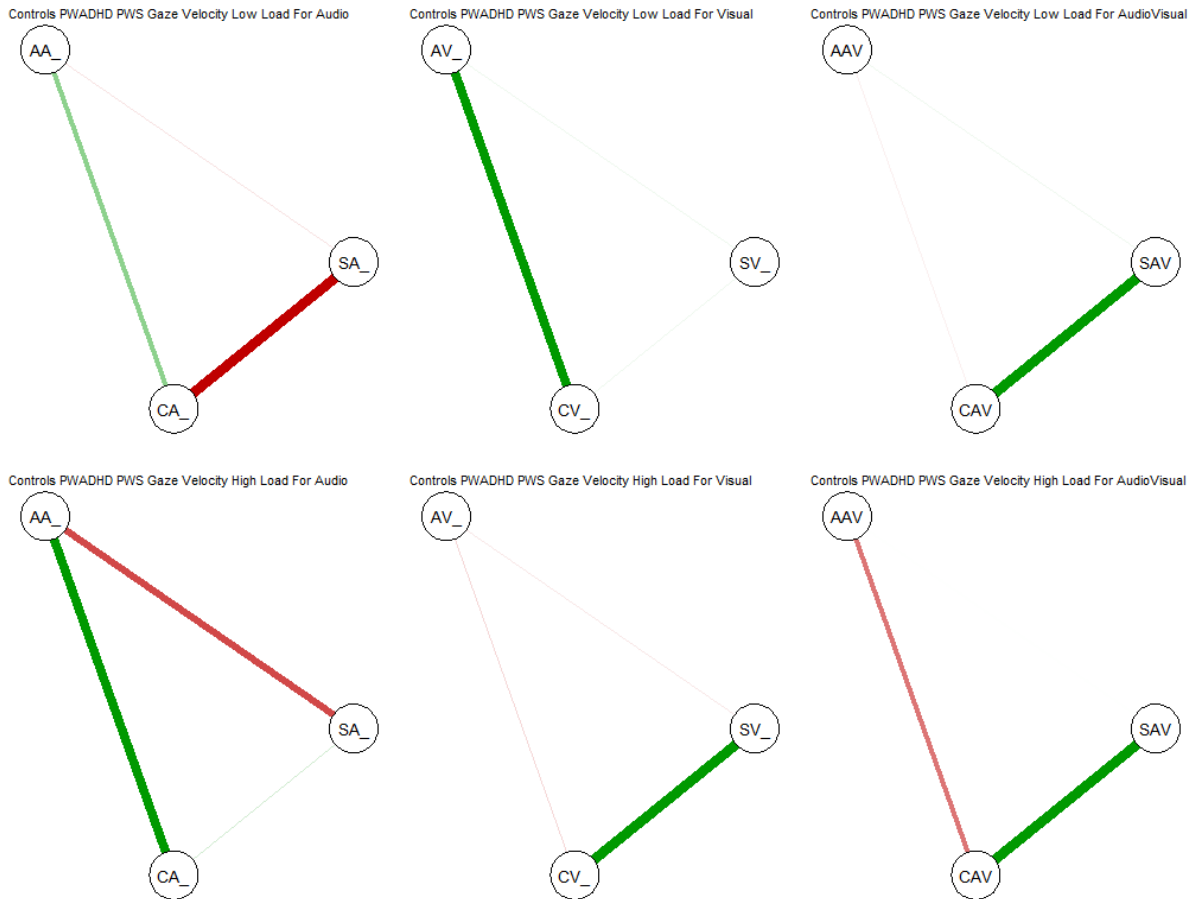 Controls PWADHD PWS Gaze Velocity Low Load For Audio
AA_
SA_
CA_
Controls PWADHD PWS Gaze Velocity Low Load For Visual
AV_
SV_
CV_
Controls PWADHD PWS Gaze Velocity Low Load For AudioVisual
AAV
SAV
CAV
Controls PWADHD PWS Gaze Velocity High Load For Audio
AA_
SA_
CA_
Controls PWADHD PWS Gaze Velocity High Load For Visual
AV_
SV_
CV_
Controls PWADHD PWS Gaze Velocity High Load For AudioVisual
AAV
SAV
CAV